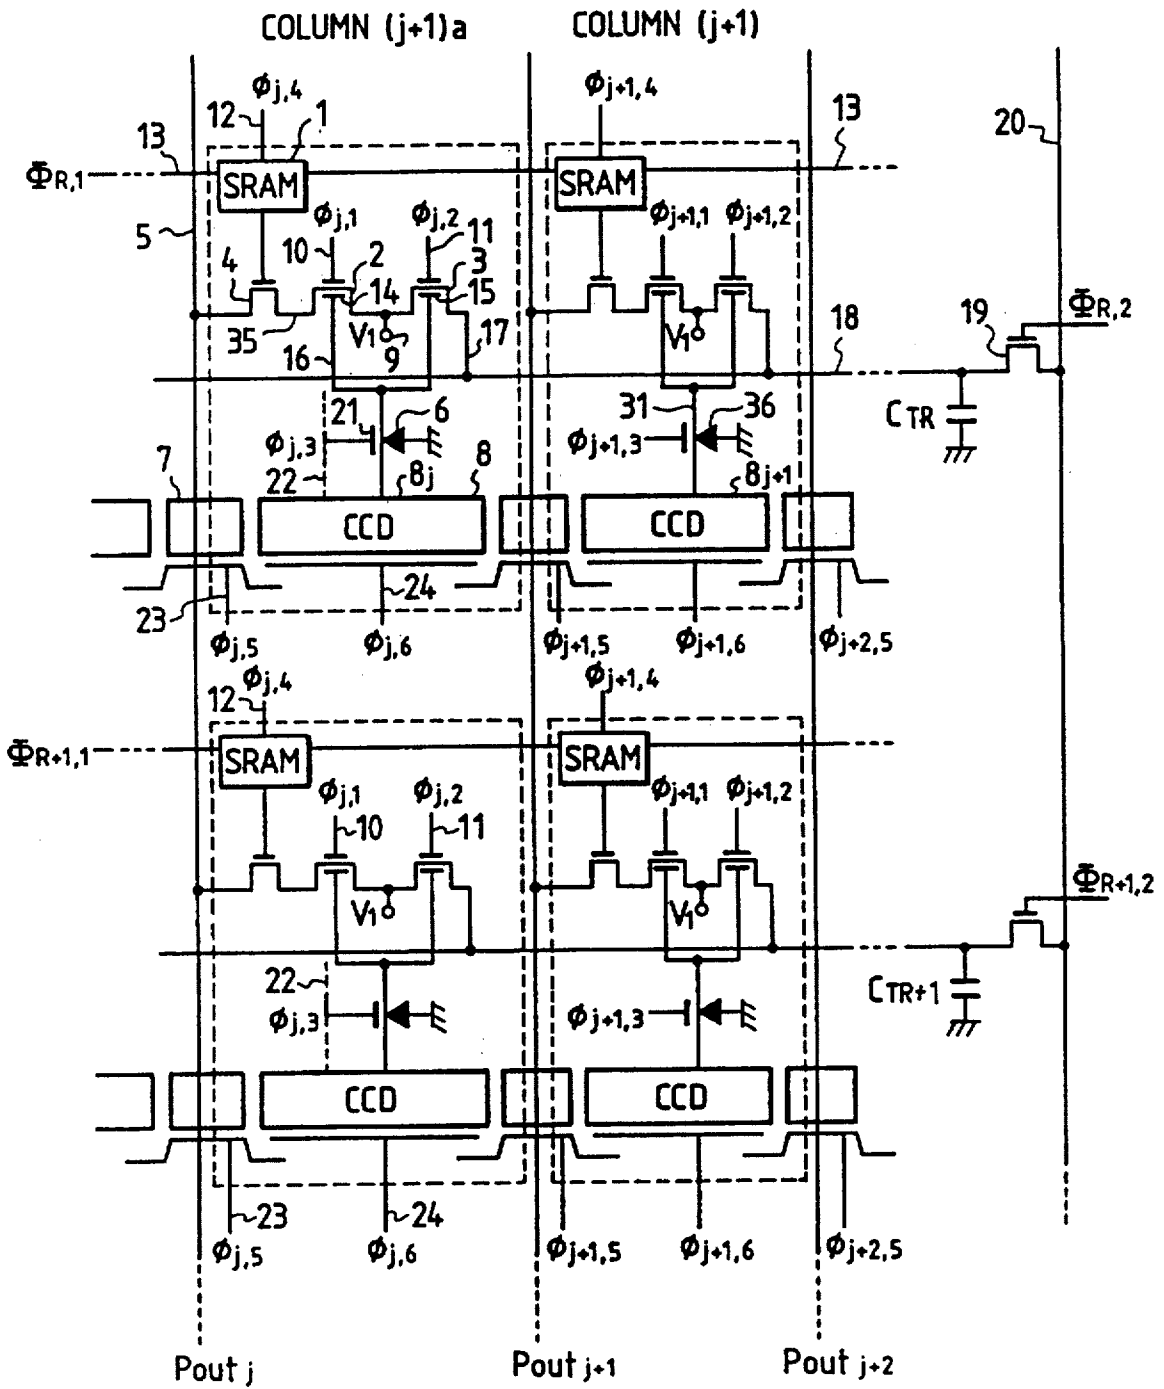 COLUMN (j+1)a COLUMN (j+1)
ϕj,4 ϕj+1,4
12 1 13 20
13
ΦR,1 SRAM SRAM
ϕj,1 ϕj,2 ϕj+1,1 ϕj+1,2
5 10 11
4 2 3
14 15 19 ΦR,2
35 V1 9 17 V1 18
16
21 6 31 36 CTR
ϕj,3 ϕj+1,3
7 22 8j 8 8j+1
CCD CCD
23 24
ϕj,5 ϕj,6 ϕj+1,5 ϕj+1,6 ϕj+2,5
12 ϕj,4 ϕj+1,4
ΦR+1,1 SRAM SRAM
ϕj,1 ϕj,2 ϕj+1,1 ϕj+1,2
10 11
ΦR+1,2
V1 V1
22 CTR+1
ϕj,3 ϕj+1,3
CCD CCD
23 24
ϕj,5 ϕj,6 ϕj+1,5 ϕj+1,6 ϕj+2,5
Pout j Pout j+1 Pout j+2